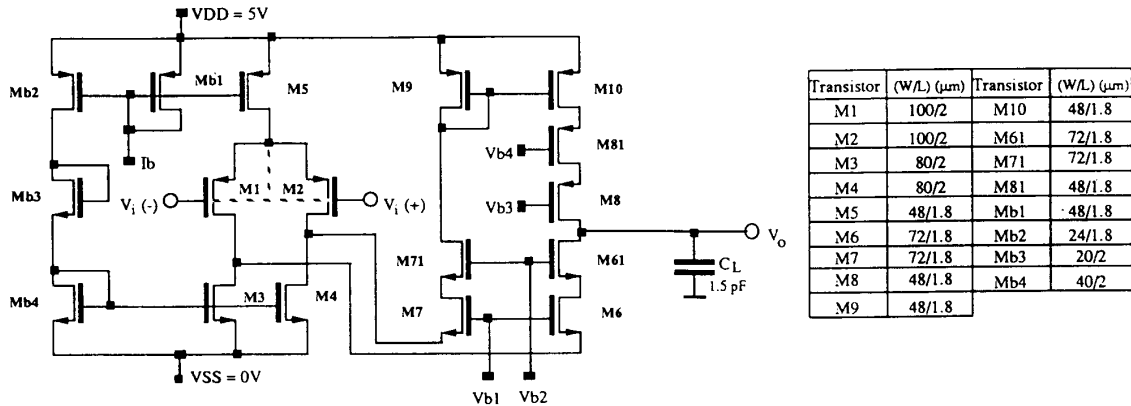 VDD = 5V
Mb2
Mb1
M5
M9
M10
Ib
Vb4
M81
Mb3
M1
M2
Vi (-)
Vi (+)
Vb3
M8
Vo
M71
M61
CL
1.5 pF
Mb4
M3
M4
M7
M6
VSS = 0V
Vb1
Vb2
Transistor (W/L) (μm) Transistor (W/L) (μm)
M1 100/2 M10 48/1.8
M2 100/2 M61 72/1.8
M3 80/2 M71 72/1.8
M4 80/2 M81 48/1.8
M5 48/1.8 Mb1 48/1.8
M6 72/1.8 Mb2 24/1.8
M7 72/1.8 Mb3 20/2
M8 48/1.8 Mb4 40/2
M9 48/1.8